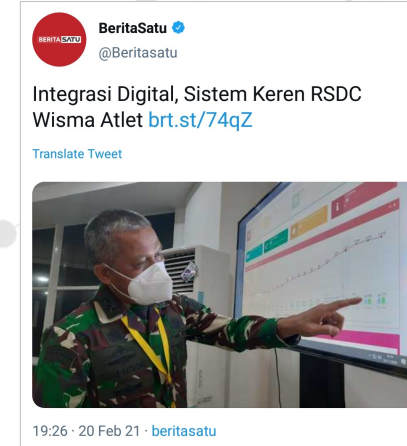 BERITASATU
BeritaSatu
@Beritasatu
Integrasi Digital, Sistem Keren RSDC
Wisma Atlet brt.st/74qZ
Translate Tweet
19:26 · 20 Feb 21 · beritasatu